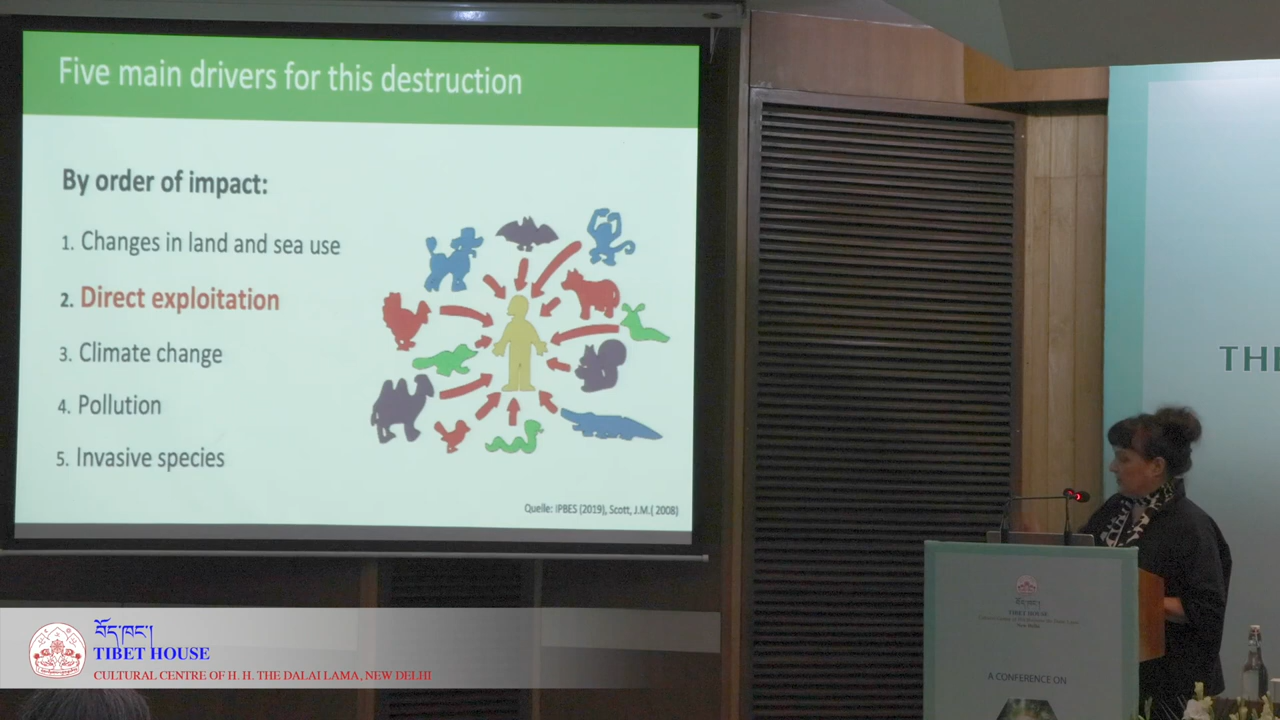 Five main drivers for this destruction
By order of impact:
1. Changes in land and sea use
2. Direct exploitation
3. Climate change
4. Pollution
5. Invasive species
Quelle: IPBES (2019), Scott, J.M.( 2008)
THE
TIBET HOUSE
New Delhi
A CONFERENCE ON
བོད་ཁང་།
TIBET HOUSE
CULTURAL CENTRE OF H. H. THE DALAI LAMA, NEW DELHI